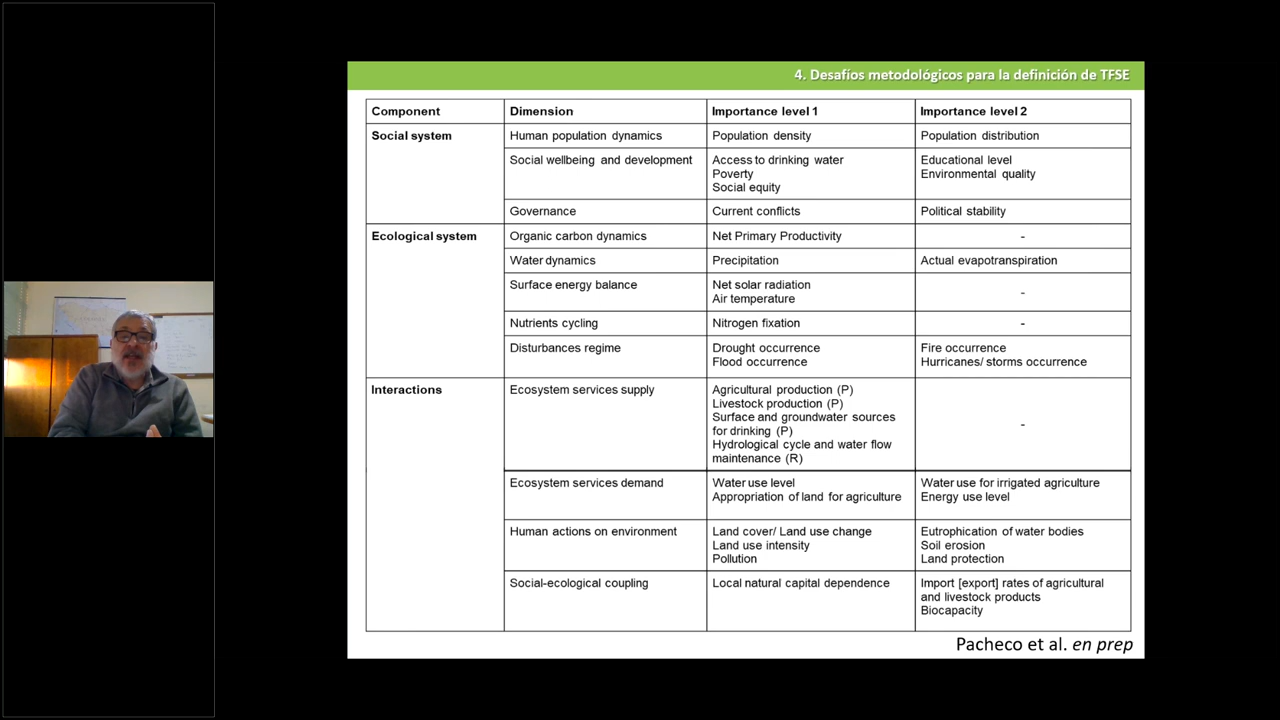 4. Desafíos metodológicos para la definición de TFSE
Component Dimension Importance level 1 Importance level 2
Social system Human population dynamics Population density Population distribution
Social wellbeing and development Access to drinking water Educational level
Poverty Environmental quality
Social equity
Governance Current conflicts Political stability
Ecological system Organic carbon dynamics Net Primary Productivity -
Water dynamics Precipitation Actual evapotranspiration
Surface energy balance Net solar radiation
Air temperature -
Nutrients cycling Nitrogen fixation -
Disturbances regime Drought occurrence Fire occurrence
Flood occurrence Hurricanes/ storms occurrence
Interactions Ecosystem services supply Agricultural production (P)
Livestock production (P)
Surface and groundwater sources
for drinking (P) -
Hydrological cycle and water flow
maintenance (R)
Ecosystem services demand Water use level Water use for irrigated agriculture
Appropriation of land for agriculture Energy use level
Human actions on environment Land cover/ Land use change Eutrophication of water bodies
Land use intensity Soil erosion
Pollution Land protection
Social-ecological coupling Local natural capital dependence Import [export] rates of agricultural
and livestock products
Biocapacity
Pacheco et al. en prep